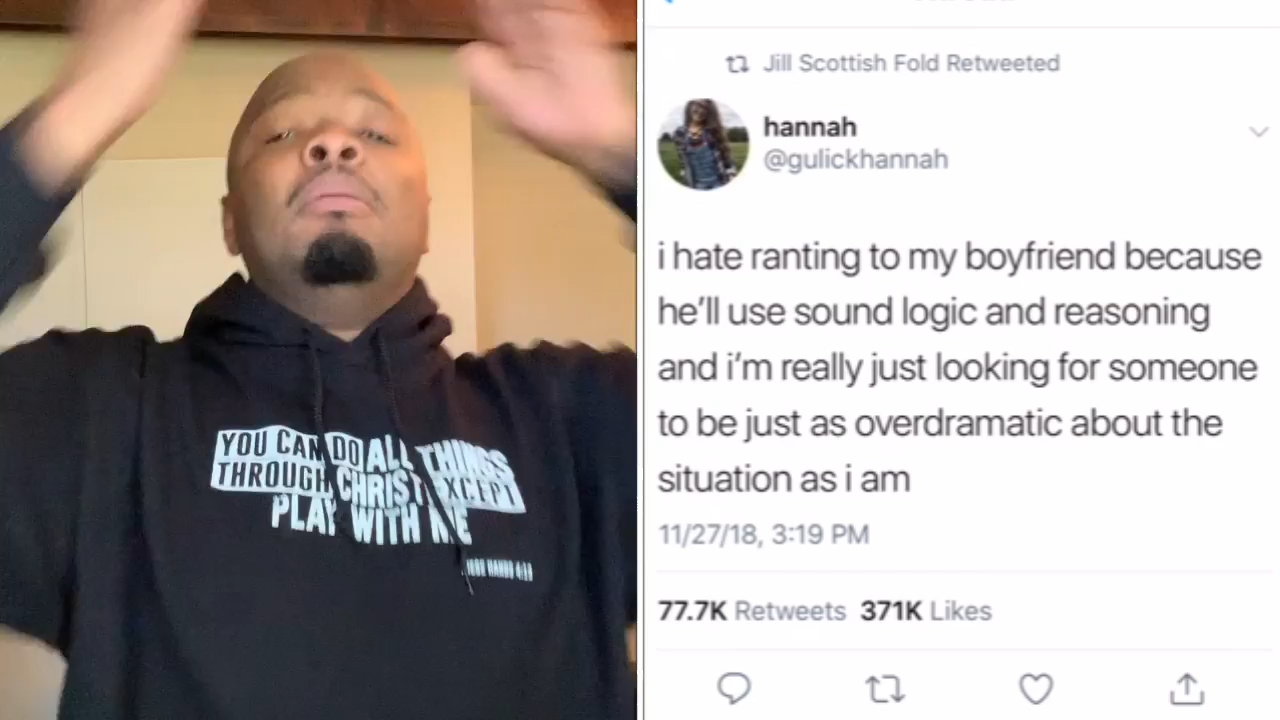 YOU CAN DO ALL THINGS
THROUGH CHRIST EXCEPT
PLAY WITH ME
Jill Scottish Fold Retweeted
hannah
@gulickhannah
i hate ranting to my boyfriend because
he’ll use sound logic and reasoning
and i’m really just looking for someone
to be just as overdramatic about the
situation as i am
11/27/18, 3:19 PM
77.7K Retweets 371K Likes